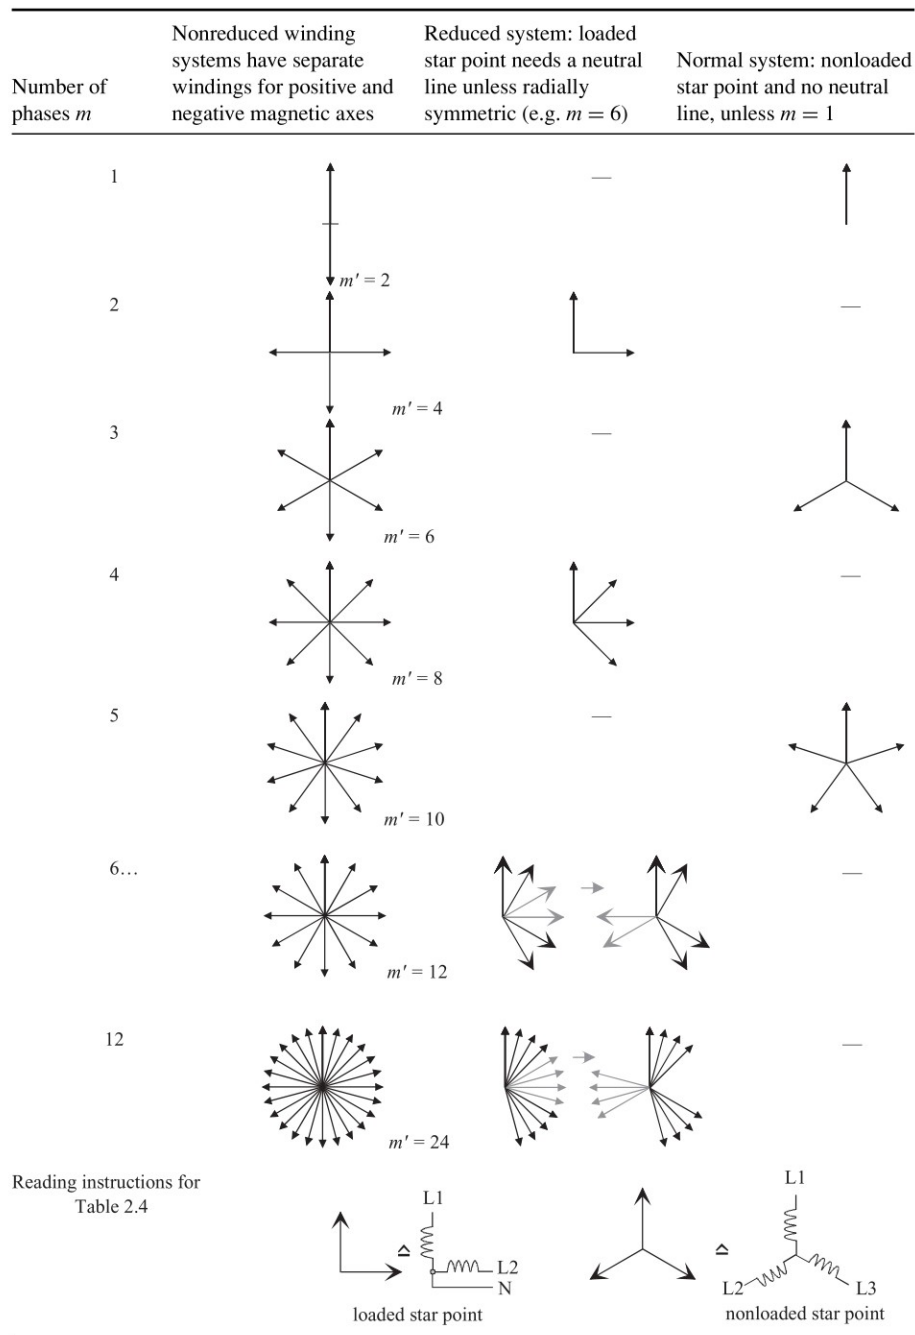 Number of
phases m
Nonreduced winding
systems have separate
windings for positive and
negative magnetic axes
Reduced system: loaded
star point needs a neutral
line unless radially
symmetric (e.g. m = 6)
Normal system: nonloaded
star point and no neutral
line, unless m = 1
1
—
m′ = 2
2
—
m′ = 4
3
—
m′ = 6
4
—
m′ = 8
5
—
m′ = 10
6…
—
m′ = 12
12
—
m′ = 24
Reading instructions for
Table 2.4
L1
≙
L2
N
loaded star point
L1
≙
L2
L3
nonloaded star point